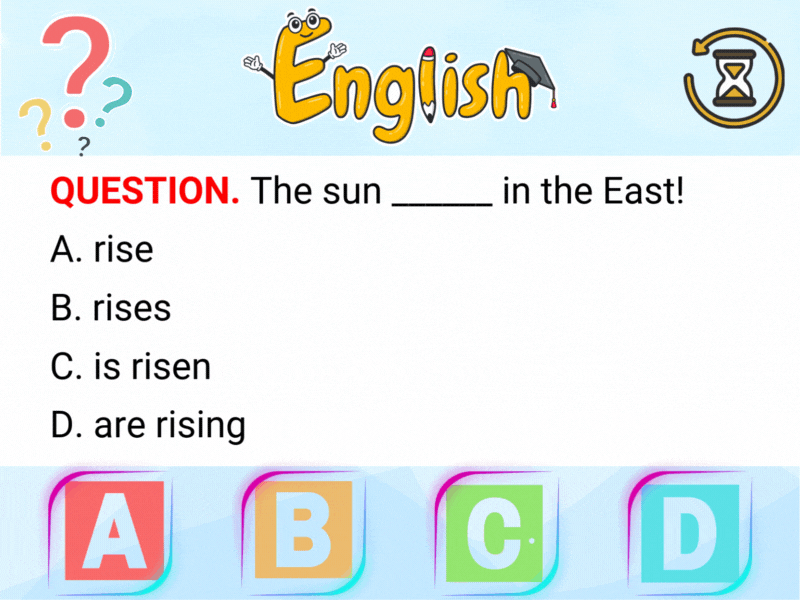 ? ? ? ?
English
QUESTION. The sun ______ in the East!
A. rise
B. rises
C. is risen
D. are rising
A B C D